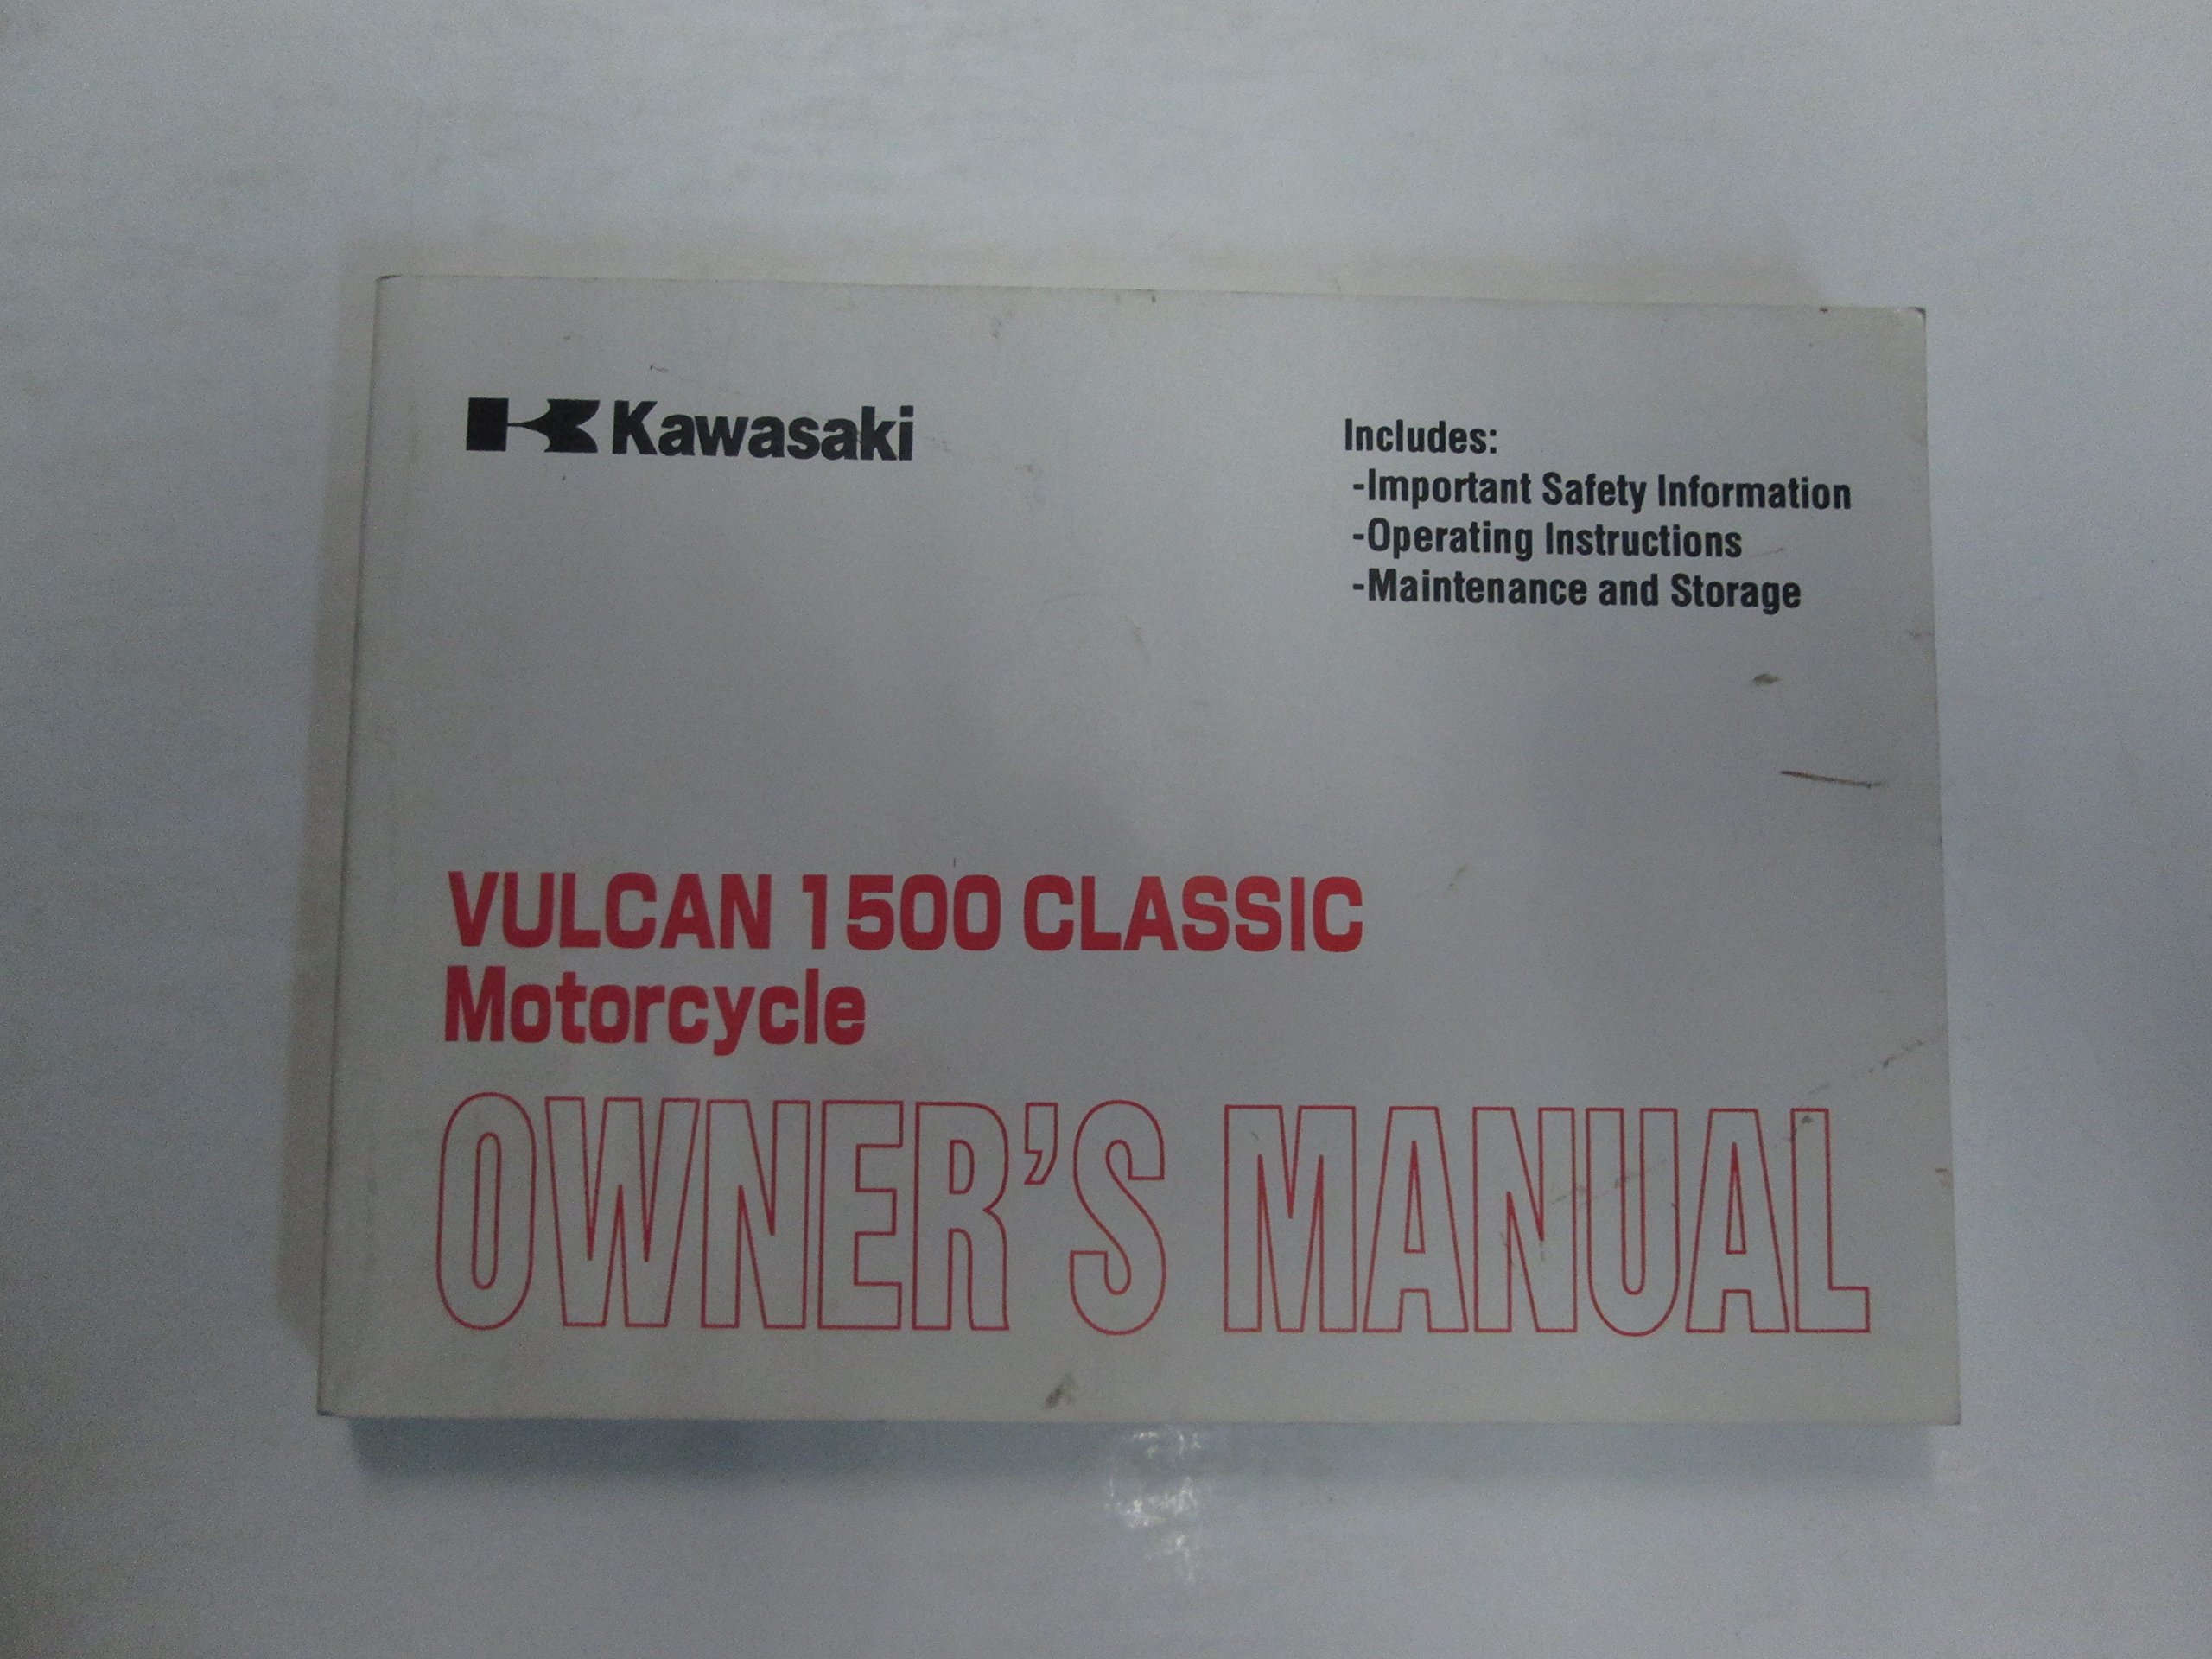 Kawasaki
Includes:
-Important Safety Information
-Operating Instructions
-Maintenance and Storage
VULCAN 1500 CLASSIC
Motorcycle
OWNER'S MANUAL